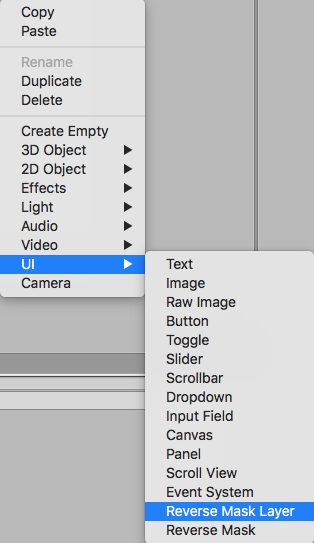 Copy
Paste
Rename
Duplicate
Delete
Create Empty
3D Object
2D Object
Effects
Light
Audio
Video
UI
Camera
Text
Image
Raw Image
Button
Toggle
Slider
Scrollbar
Dropdown
Input Field
Canvas
Panel
Scroll View
Event System
Reverse Mask Layer
Reverse Mask